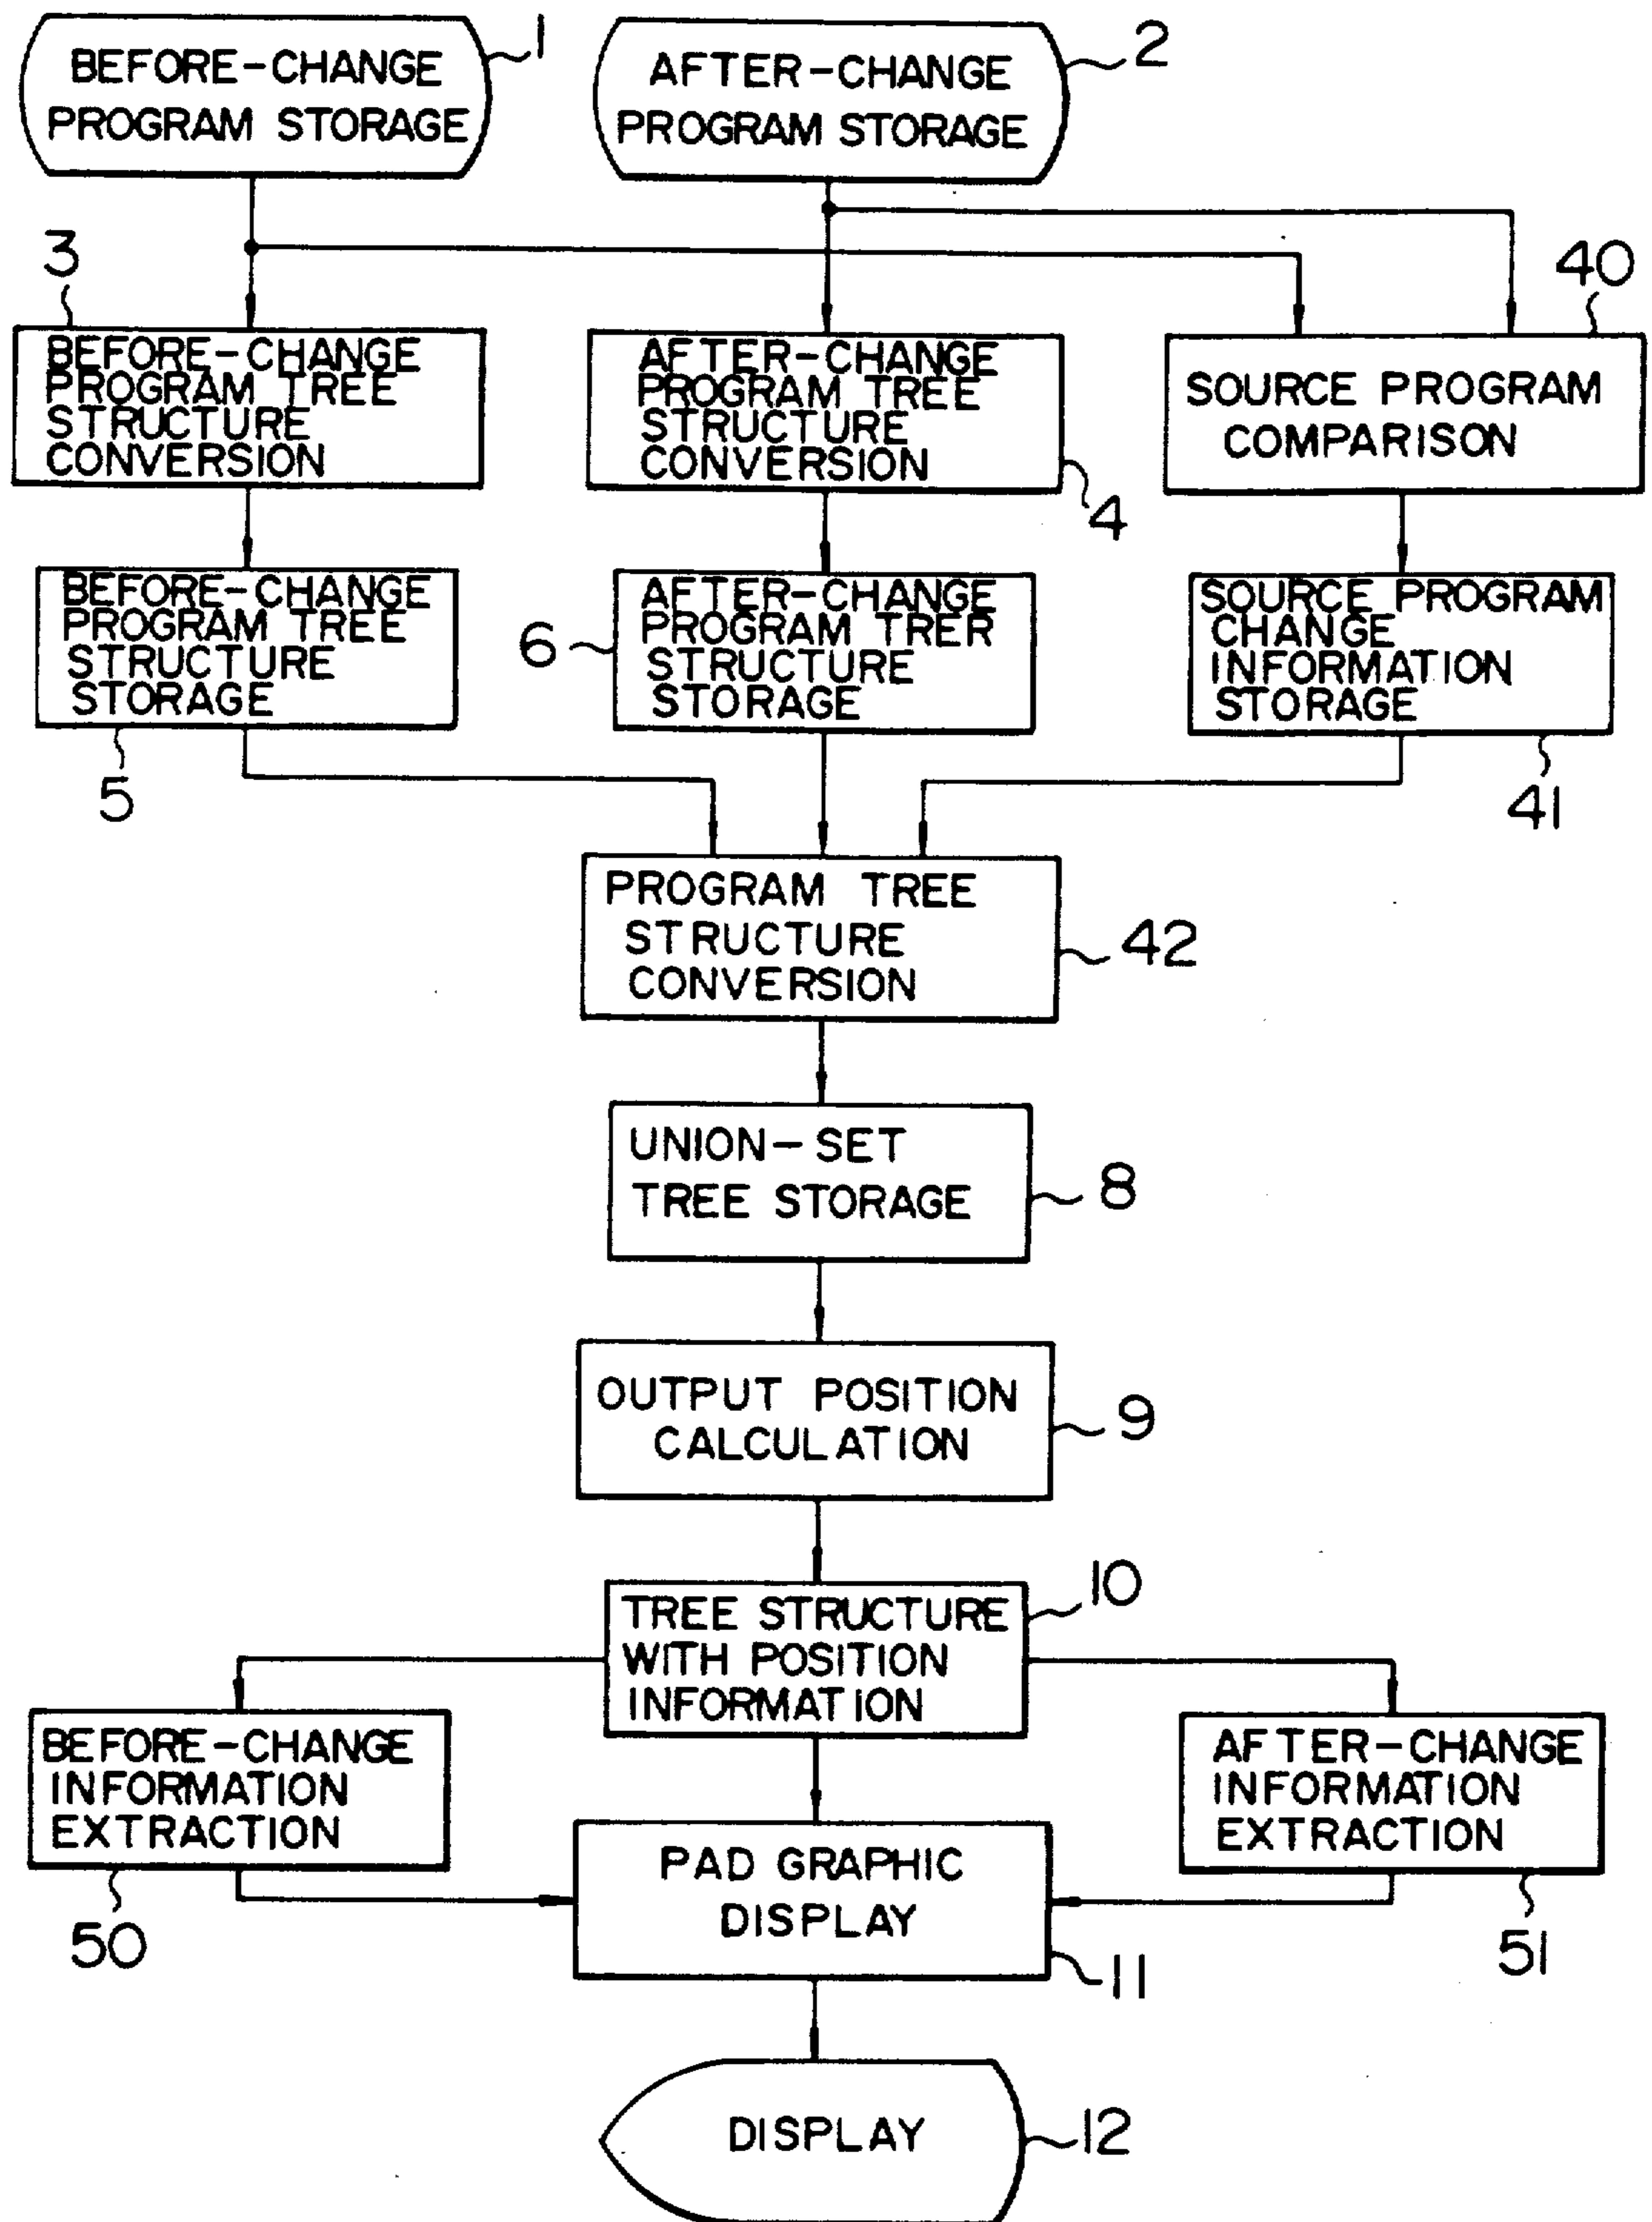 BEFORE-CHANGE
PROGRAM STORAGE
1
AFTER-CHANGE
PROGRAM STORAGE
2
3
BEFORE-CHANGE
PROGRAM TREE
STRUCTURE
CONVERSION
AFTER-CHANGE
PROGRAM TREE
STRUCTURE
CONVERSION
4
40
SOURCE PROGRAM
COMPARISON
BEFORE-CHANGE
PROGRAM TREE
STRUCTURE
STORAGE
5
6
AFTER-CHANGE
PROGRAM TRER
STRUCTURE
STORAGE
SOURCE PROGRAM
CHANGE
INFORMATION
STORAGE
41
PROGRAM TREE
STRUCTURE
CONVERSION
42
UNION-SET
TREE STORAGE
8
OUTPUT POSITION
CALCULATION
9
10
TREE STRUCTURE
WITH POSITION
INFORMATION
BEFORE-CHANGE
INFORMATION
EXTRACTION
50
AFTER-CHANGE
INFORMATION
EXTRACTION
51
PAD GRAPHIC
DISPLAY
11
DISPLAY
12